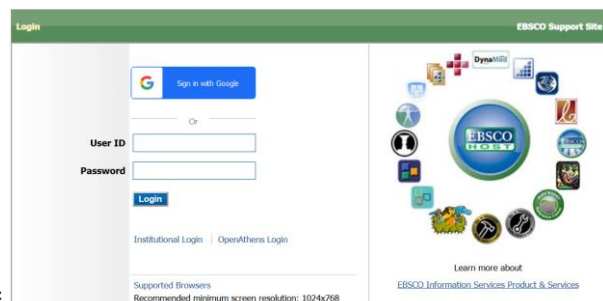 Login
EBSCO Support Site
Sign in with Google
Or
User ID
Password
Login
Institutional Login | OpenAthens Login
Supported Browsers
Recommended minimum screen resolution: 1024x768
DynaMed
EBSCO
HOST
Learn more about
EBSCO Information Services Product & Services